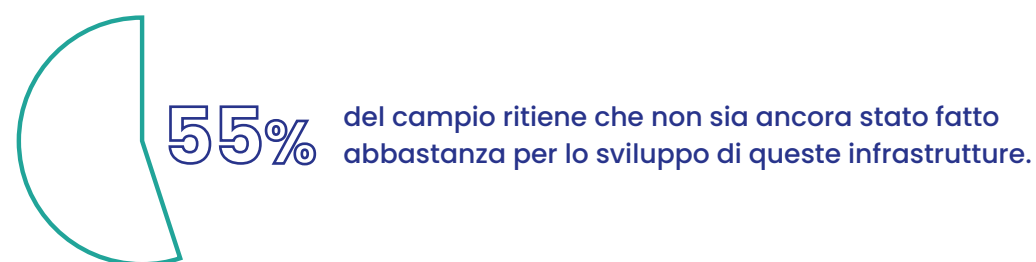 55%
del campio ritiene che non sia ancora stato fatto
abbastanza per lo sviluppo di queste infrastrutture.